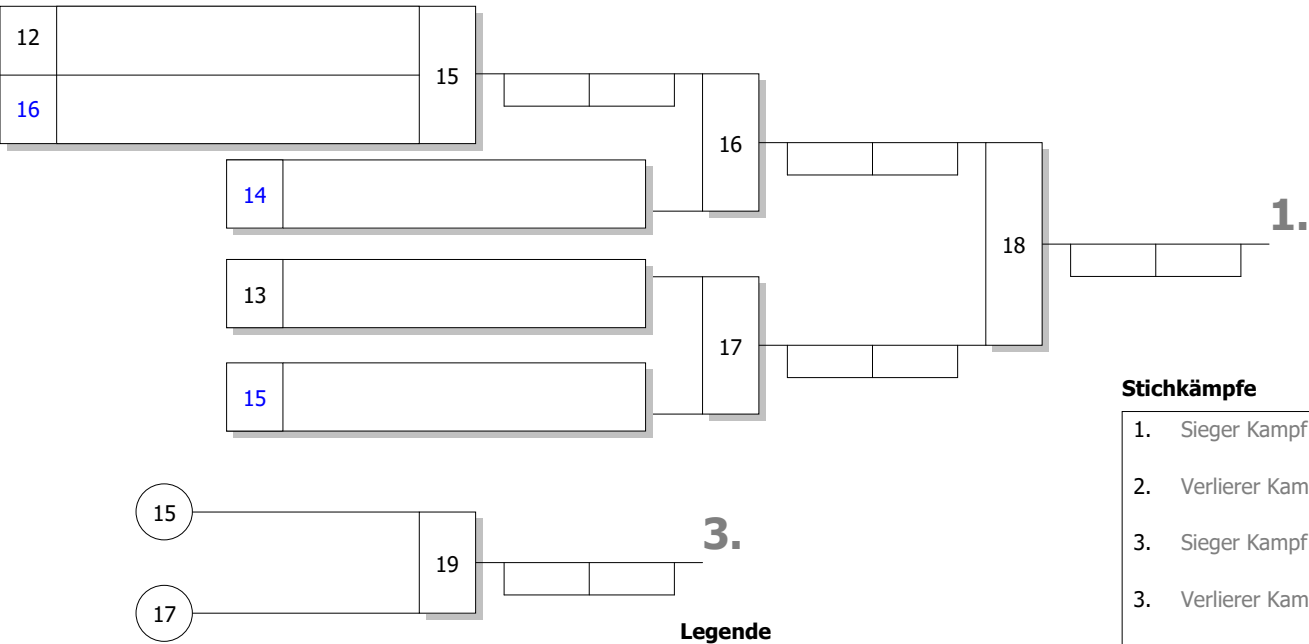 12
15
16
16
14
1.
18
13
17
15
Stichkämpfe
1. Sieger Kampf
2. Verlierer Kam
3. Sieger Kampf
3. Verlierer Kam
15
3.
19
17
Legende